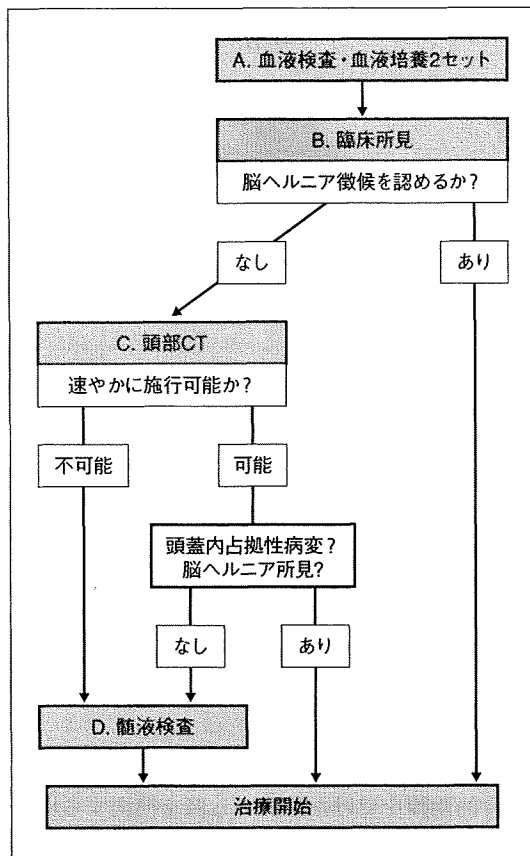 A. 血液検査・血液培養2セット
B. 臨床所見
脳ヘルニア徴候を認めるか?
なし
あり
C. 頭部CT
速やかに施行可能か?
不可能
可能
頭蓋内占拠性病変?
脳ヘルニア所見?
なし
あり
D. 髄液検査
治療開始